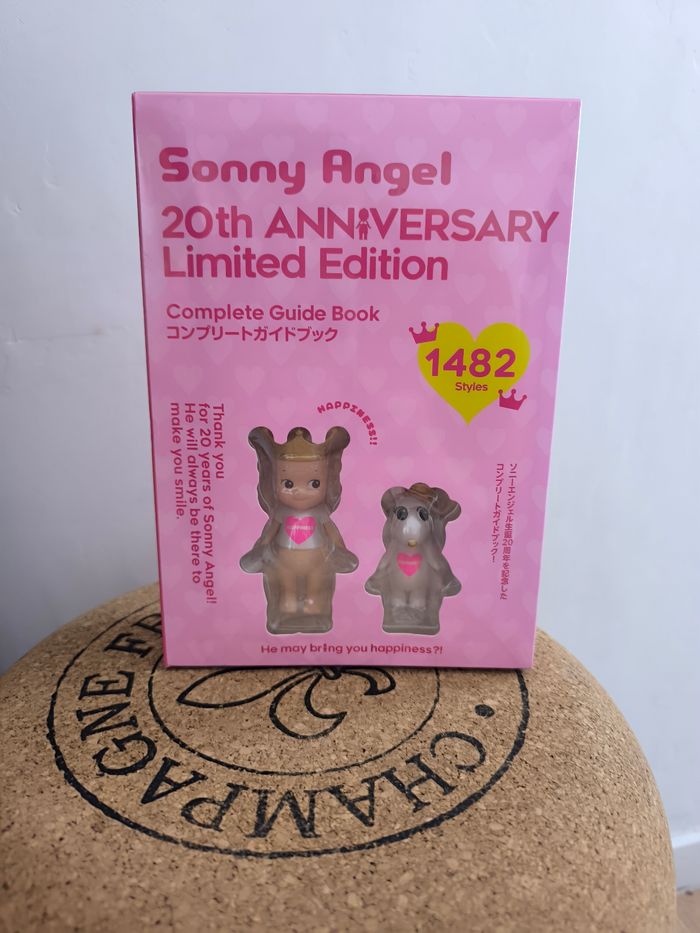 Sonny Angel
20th ANNIVERSARY
Limited Edition
Complete Guide Book
コンプリートガイドブック
1482
Styles
HAPPINESS!!
Thank you
for 20 years of Sonny Angel!
He will always be there to
make you smile.
HAPPINESS
ソニーエンジェル生誕20周年を記念した
コンプリートガイドブック!
He may bring you happiness?!
CHAMPAGNE